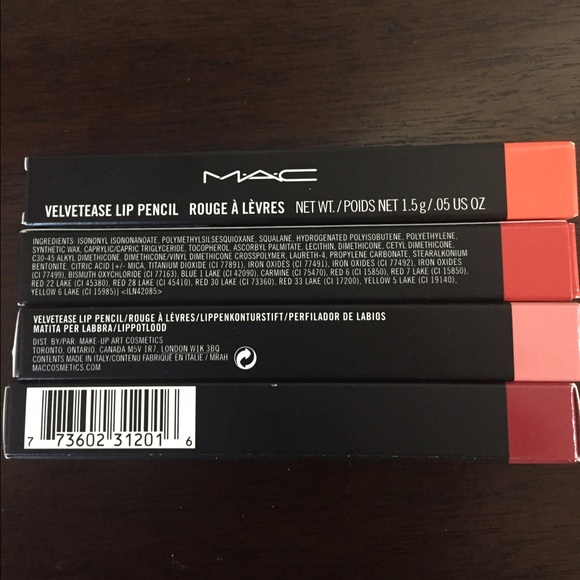 MAC
VELVETEASE LIP PENCIL ROUGE À LÈVRES NET WT. / POIDS NET 1.5 g / .05 US OZ
INGREDIENTS: ISONONYL ISONONANOATE, POLYMETHYLSILSESQUIOXANE, SQUALANE, HYDROGENATED POLYISOBUTENE, POLYETHYLENE,
SYNTHETIC WAX, CAPRYLIC/CAPRIC TRIGLYCERIDE, TOCOPHEROL, ASCORBYL PALMITATE, LECITHIN, DIMETHICONE, CETYL DIMETHICONE,
C30-45 ALKYL DIMETHICONE, DIMETHICONE/VINYL DIMETHICONE CROSSPOLYMER, LAURETH-4, PROPYLENE CARBONATE, STEARALKONIUM
BENTONITE, CITRIC ACID [+/- MICA, TITANIUM DIOXIDE (CI 77891), IRON OXIDES (CI 77491), IRON OXIDES (CI 77492), IRON OXIDES
(CI 77499), BISMUTH OXYCHLORIDE (CI 77163), BLUE 1 LAKE (CI 42090), CARMINE (CI 75470), RED 6 (CI 15850), RED 7 LAKE (CI 15850),
RED 22 LAKE (CI 45380), RED 28 LAKE (CI 45410), RED 30 LAKE (CI 73360), RED 33 LAKE (CI 17200), YELLOW 5 LAKE (CI 19140),
YELLOW 6 LAKE (CI 15985)] <ILN42085>
VELVETEASE LIP PENCIL/ROUGE À LÈVRES/LIPPENKONTURSTIFT/PERFILADOR DE LABIOS
MATITA PER LABBRA/LIPPOTLOOD
DIST. BY/PAR. MAKE-UP ART COSMETICS
TORONTO, ONTARIO, CANADA M5V 1R7, LONDON W1K 3BQ
CONTENTS MADE IN ITALY/CONTENU FABRIQUÉ EN ITALIE / MRAH
MACCOSMETICS.COM
7 73602 31201 6